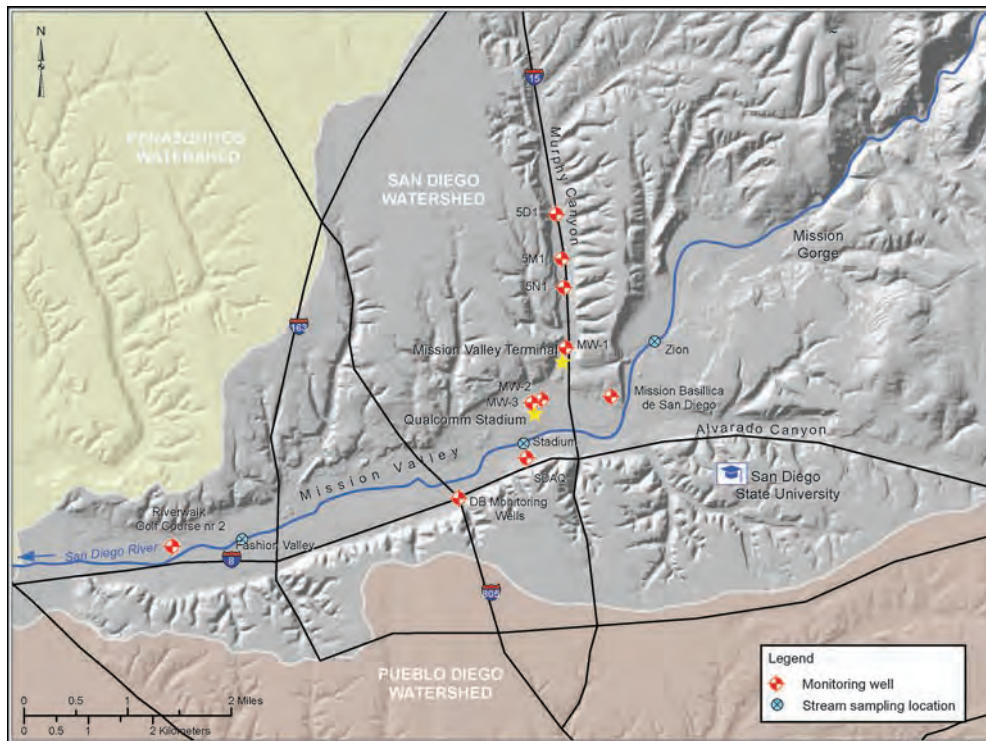 N
15
PENASQUITOS
WATERSHED
SAN DIEGO
WATERSHED
Murphy Canyon
5D1
Mission
Gorge
5M1
5N1
163
MW-1
Mission Valley Terminal
Zion
MW-2
MW-3
Mission Basillica
de San Diego
Qualcomm Stadium
Stadium
Alvarado Canyon
Mission Valley
SDAQ
San Diego
State University
DB Monitoring
Wells
Riverwalk
Golf Course nr 2
Fashion Valley
San Diego River
8
805
PUEBLO DIEGO
WATERSHED
Legend
Monitoring well
Stream sampling location
0 0.5 1 2 Miles
0 0.5 1 2 Kilometers